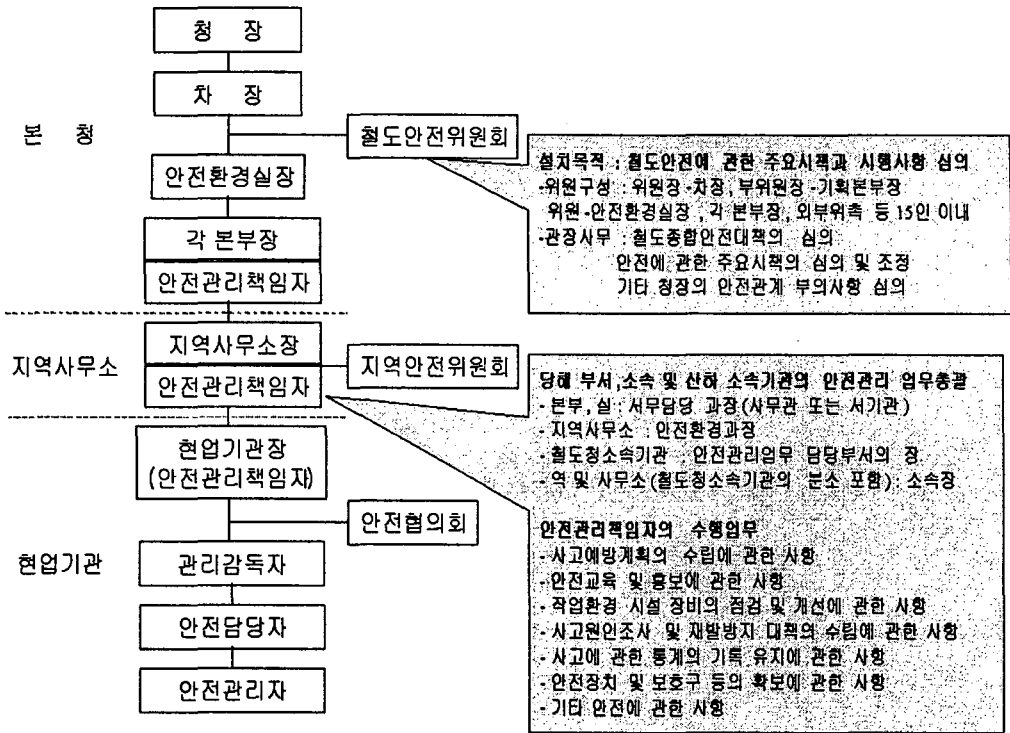 청 장
차 장
본 청
철도안전위원회
안전환경실장
각 본부장
안전관리책임자
설치목적 : 철도안전에 관한 주요시책과 시행사항 심의
-위원구성 : 위원장-차장, 부위원장-기획본부장
위원-안전환경실장, 각 본부장, 외부위촉 등 15인 이내
-관장사무 : 철도종합안전대책의 심의
안전에 관한 주요시책의 심의 및 조정
기타 청장의 안전관계 부의사항 심의
지역사무소
지역사무소장
안전관리책임자
지역안전위원회
당해 부서,소속 및 산하 소속기관의 안전관리 업무총괄
- 본부, 실 : 서무담당 과장(사무관 또는 서기관)
- 지역사무소 : 안전환경과장
- 철도청소속기관 : 안전관리업무 담당부서의 장
- 역 및 사무소(철도청소속기관의 분소 포함) : 소속장
안전관리책임자의 수행업무
- 사고예방계획의 수립에 관한 사항
- 안전교육 및 홍보에 관한 사항
- 작업환경 시설 장비의 점검 및 개선에 관한 사항
- 사고원인조사 및 재발방지 대책의 수립에 관한 사항
- 사고에 관한 통계의 기록 유지에 관한 사항
- 안전장치 및 보호구 등의 확보에 관한 사항
- 기타 안전에 관한 사항
현업기관장
(안전관리책임자)
안전협의회
현업기관
관리감독자
안전담당자
안전관리자